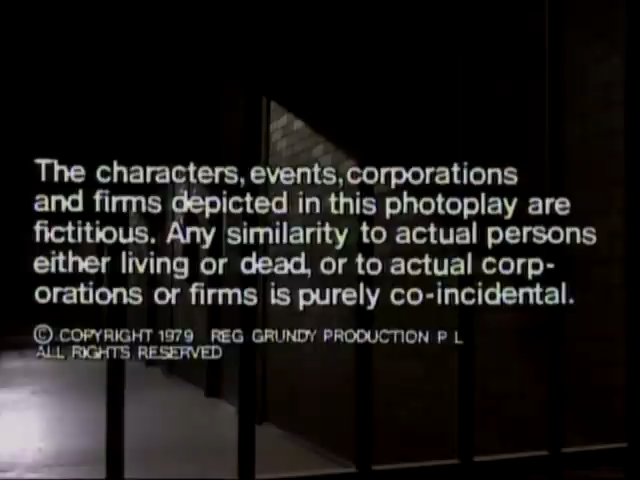 The characters, events, corporations
and firms depicted in this photoplay are
fictitious. Any similarity to actual persons
either living or dead, or to actual corp-
orations or firms is purely co-incidental.
© COPYRIGHT 1979 REG GRUNDY PRODUCTION P L
ALL RIGHTS RESERVED